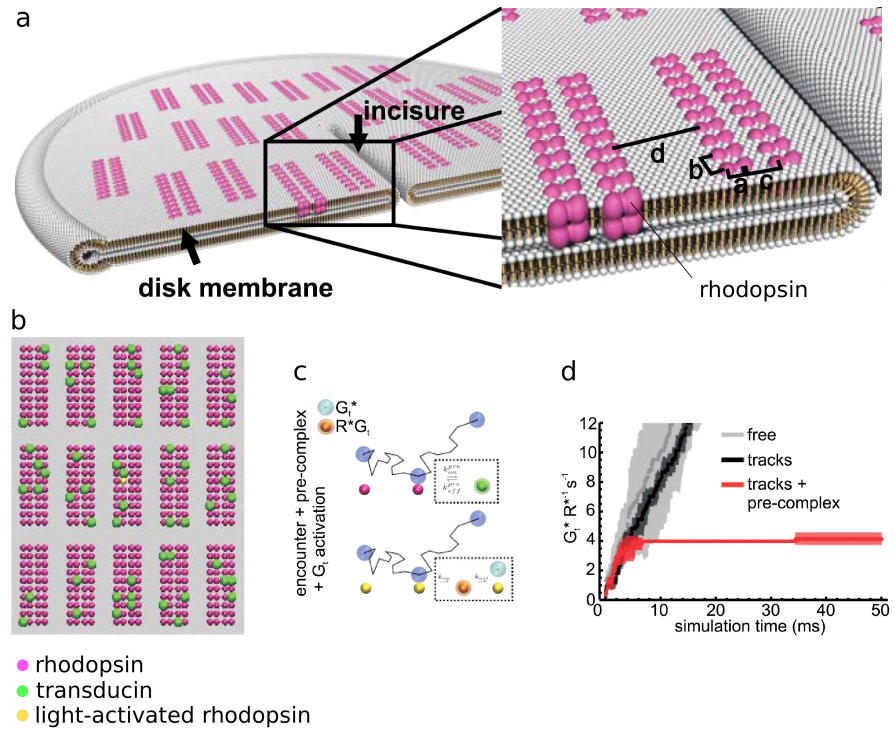 a
incisure
disk membrane
d
b
a
c
rhodopsin
b
rhodopsin
transducin
light-activated rhodopsin
c
encounter + pre-complex
+ Gₜ activation
Gₜ*
R*Gₜ
d
Gₜ* R*⁻¹ s⁻¹
12
10
8
6
4
2
0
free
tracks
tracks +
pre-complex
0
10
20
30
40
50
simulation time (ms)